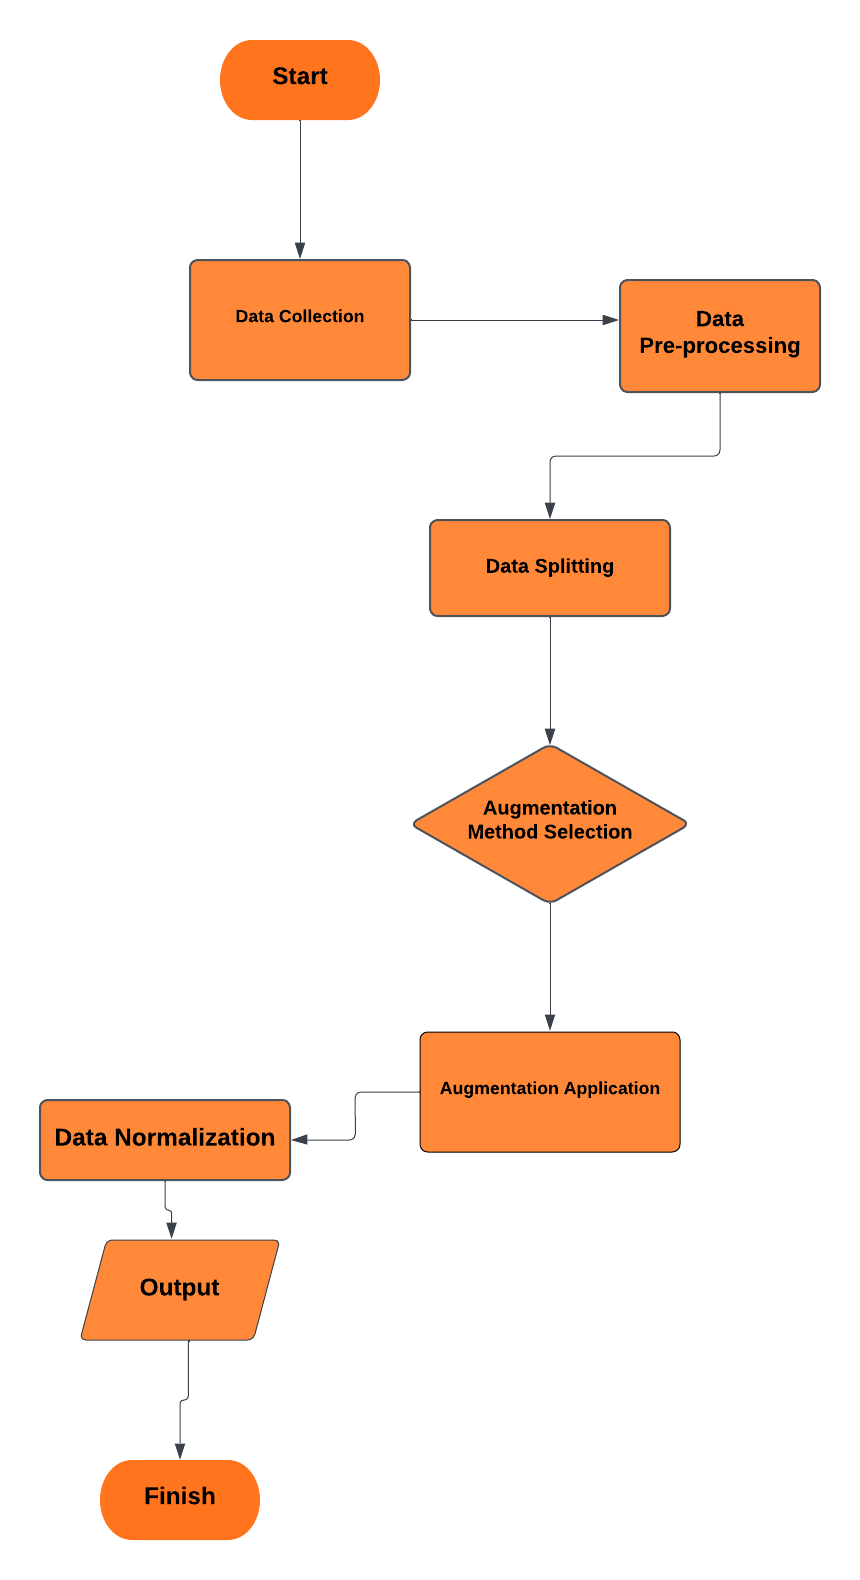 Start
Data Collection
Data
Pre-processing
Data Splitting
Augmentation
Method Selection
Augmentation Application
Data Normalization
Output
Finish